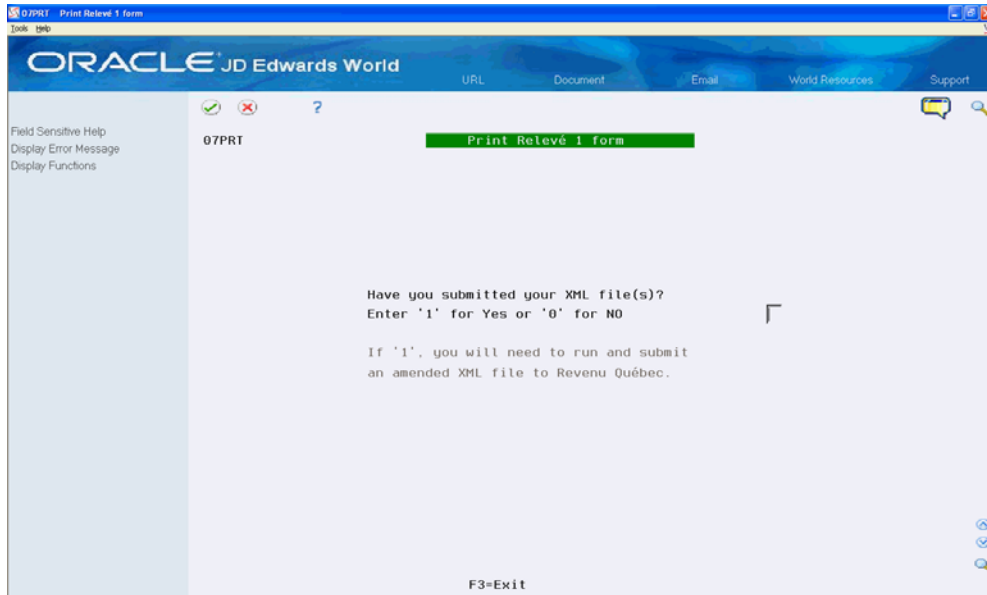 07PRT Print Relevé 1 form
Tools Help
ORACLE JD Edwards World
URL Document Email World Resources Support
?
Field Sensitive Help
Display Error Message
Display Functions
07PRT Print Relevé 1 form
Have you submitted your XML file(s)?
Enter '1' for Yes or '0' for NO
If '1', you will need to run and submit
an amended XML file to Revenu Québec.
F3=Exit